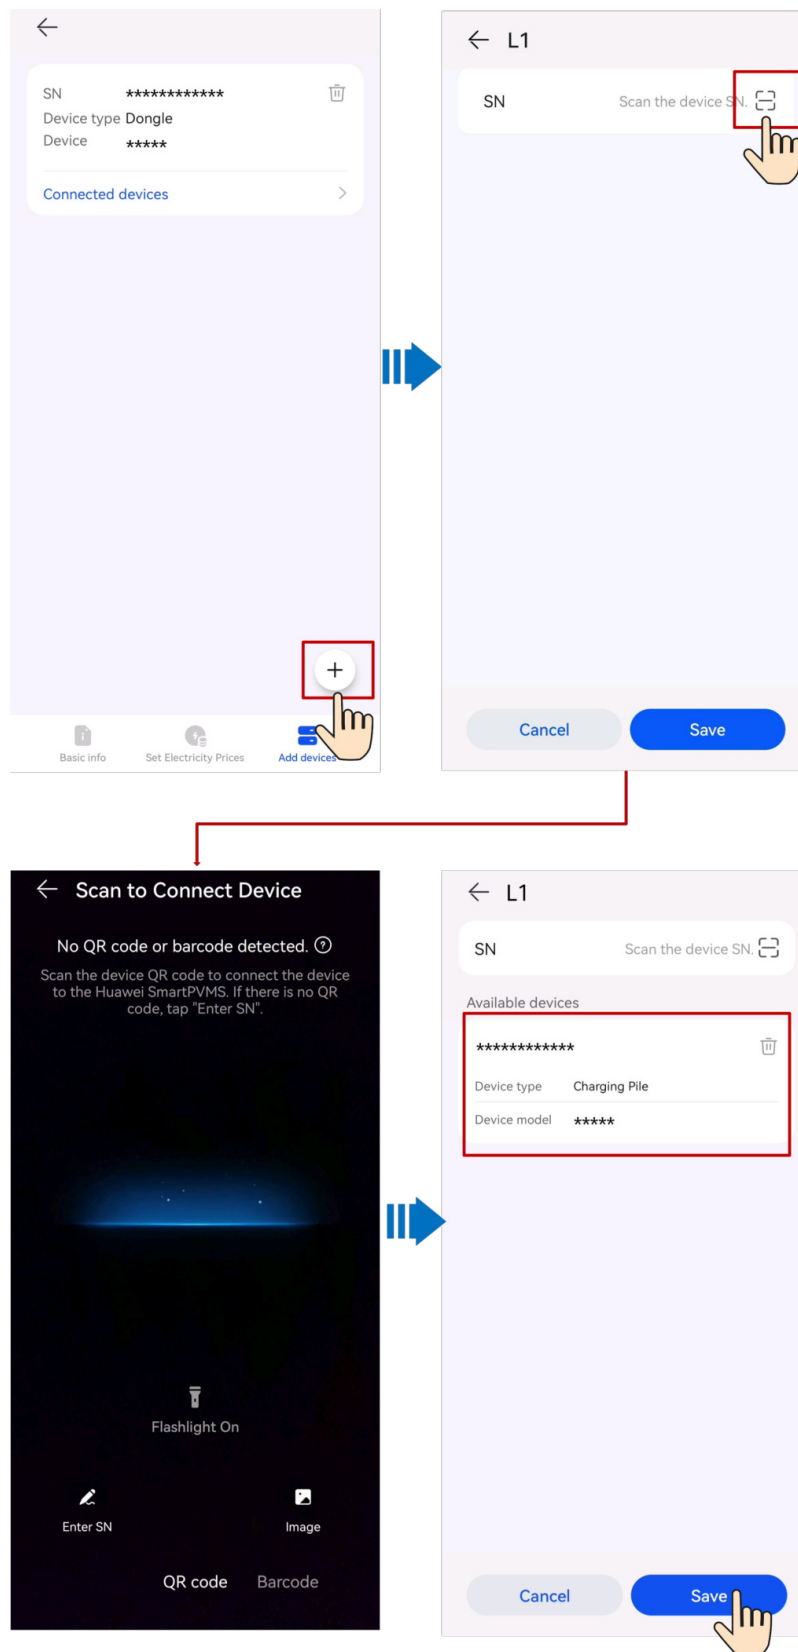 SN ************
Device type Dongle
Device *****
Connected devices
Basic info Set Electricity Prices Add devices
L1
SN Scan the device SN.
Cancel Save
Scan to Connect Device
No QR code or barcode detected.
Scan the device QR code to connect the device
to the Huawei SmartPVMS. If there is no QR
code, tap "Enter SN".
Flashlight On
Enter SN Image
QR code Barcode
L1
SN Scan the device SN.
Available devices
************
Device type Charging Pile
Device model *****
Cancel Save